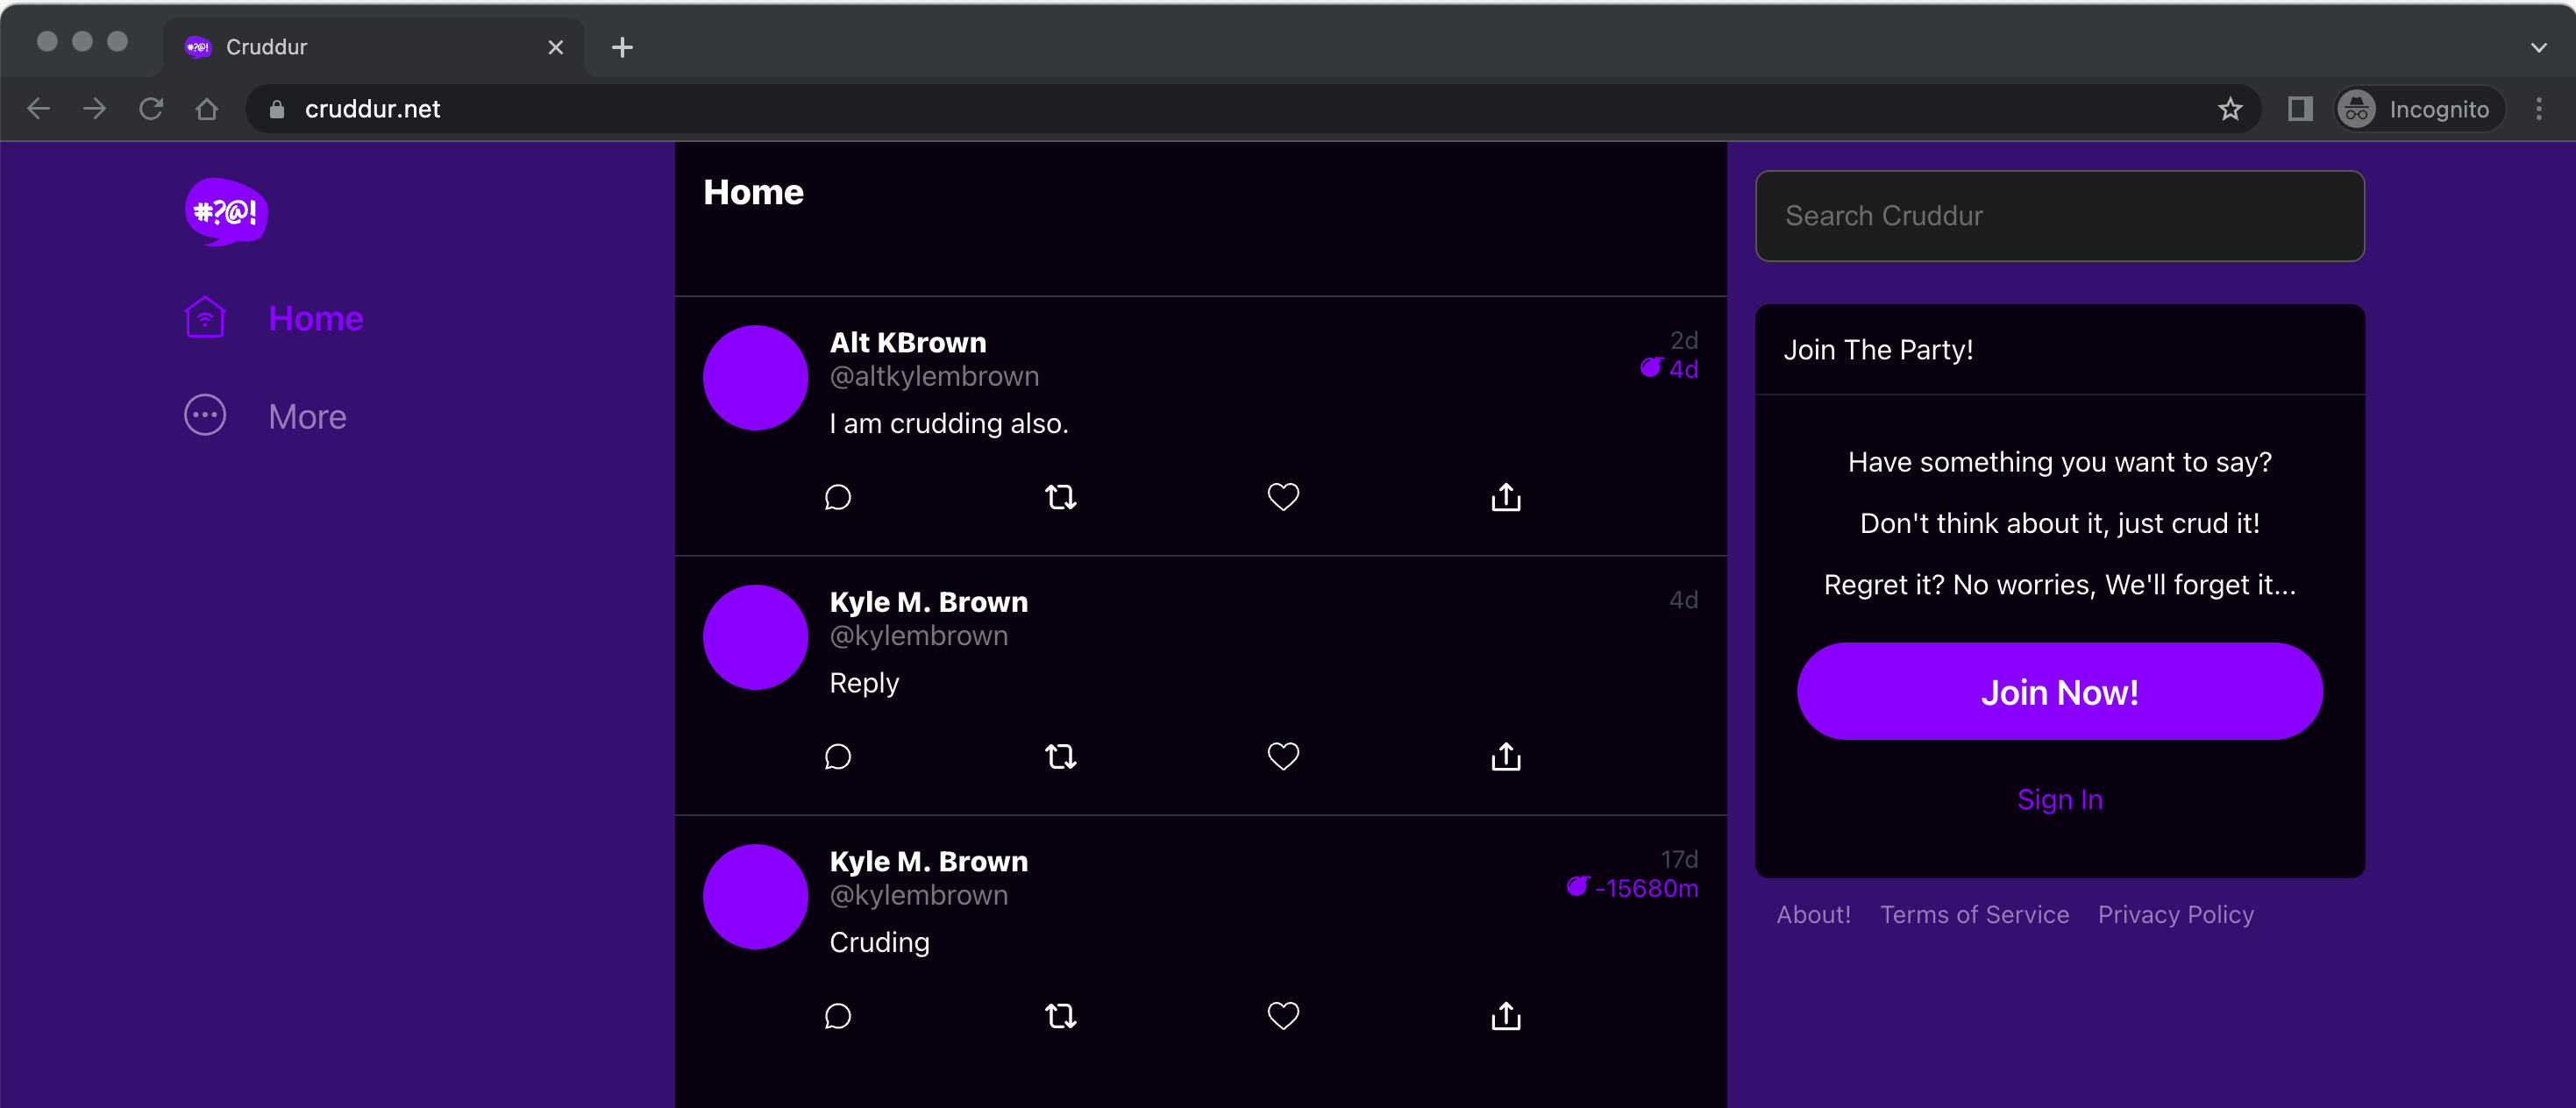 Cruddur
cruddur.net
Incognito
#?@!
Home
More
Home
Alt KBrown
2d
@altkylembrown
4d
I am crudding also.
Kyle M. Brown
4d
@kylembrown
Reply
Kyle M. Brown
17d
@kylembrown
-15680m
Cruding
Search Cruddur
Join The Party!
Have something you want to say?
Don't think about it, just crud it!
Regret it? No worries, We'll forget it...
Join Now!
Sign In
About! Terms of Service Privacy Policy